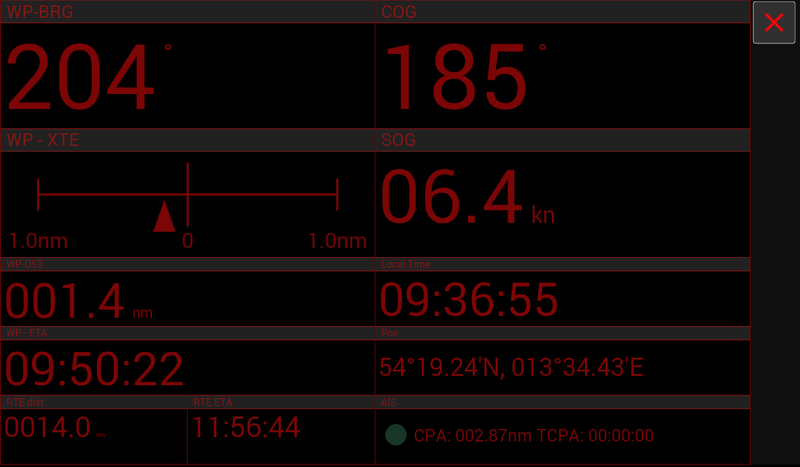 WP-BRG
204°
COG
185°
WP - XTE
1.0nm 0 1.0nm
SOG
06.4 kn
WP-DST
001.4 nm
Local Time
09:36:55
WP - ETA
09:50:22
Pos
54°19.24'N, 013°34.43'E
RTE dist
0014.0 nm
RTE ETA
11:56:44
AIS
CPA: 002.87nm TCPA: 00:00:00